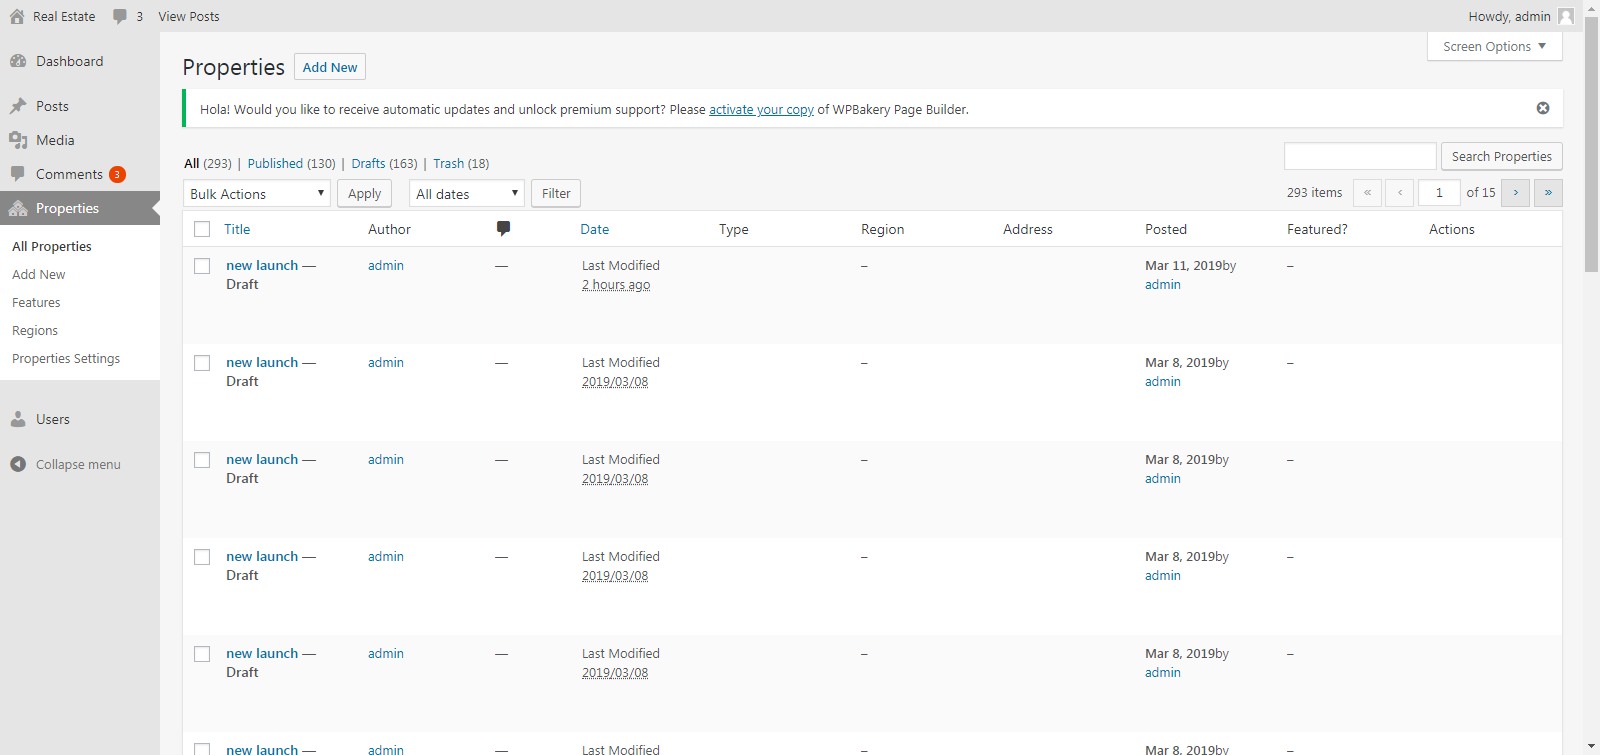 Real Estate 3 View Posts Howdy, admin
Screen Options
Dashboard
Posts
Media
Comments 3
Properties
All Properties
Add New
Features
Regions
Properties Settings
Users
Collapse menu
Properties Add New
Hola! Would you like to receive automatic updates and unlock premium support? Please activate your copy of WPBakery Page Builder.
All (293) | Published (130) | Drafts (163) | Trash (18)
Search Properties
Bulk Actions Apply All dates Filter 293 items « ‹ 1 of 15 › »
Title Author Date Type Region Address Posted Featured? Actions
new launch — admin — Last Modified – Mar 11, 2019by –
Draft 2 hours ago admin
new launch — admin — Last Modified – Mar 8, 2019by –
Draft 2019/03/08 admin
new launch — admin — Last Modified – Mar 8, 2019by –
Draft 2019/03/08 admin
new launch — admin — Last Modified – Mar 8, 2019by –
Draft 2019/03/08 admin
new launch — admin — Last Modified – Mar 8, 2019by –
Draft 2019/03/08 admin
new launch — admin — Last Modified – Mar 8, 2019by –